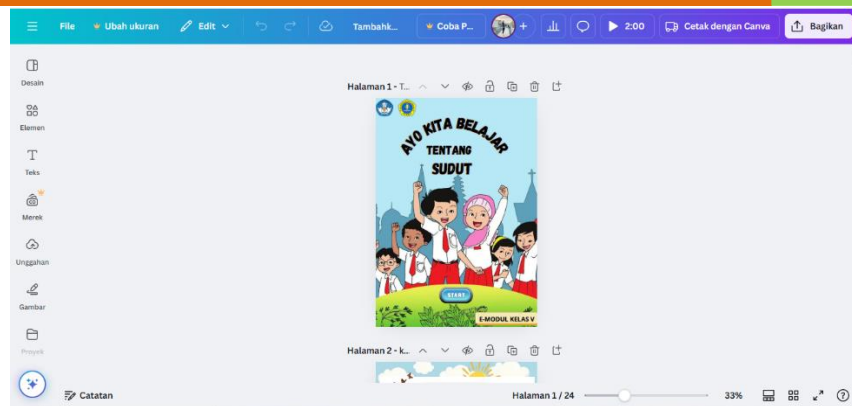 File
Ubah ukuran
Edit
Tambahk...
Coba P...
+
2:00
Cetak dengan Canva
Bagikan
Desain
Elemen
Teks
Merek
Unggahan
Gambar
Proyek
Halaman 1 - T...
AYO KITA BELAJAR
TENTANG
SUDUT
START
E-MODUL KELAS V
Halaman 2 - k...
Catatan
Halaman 1 / 24
33%